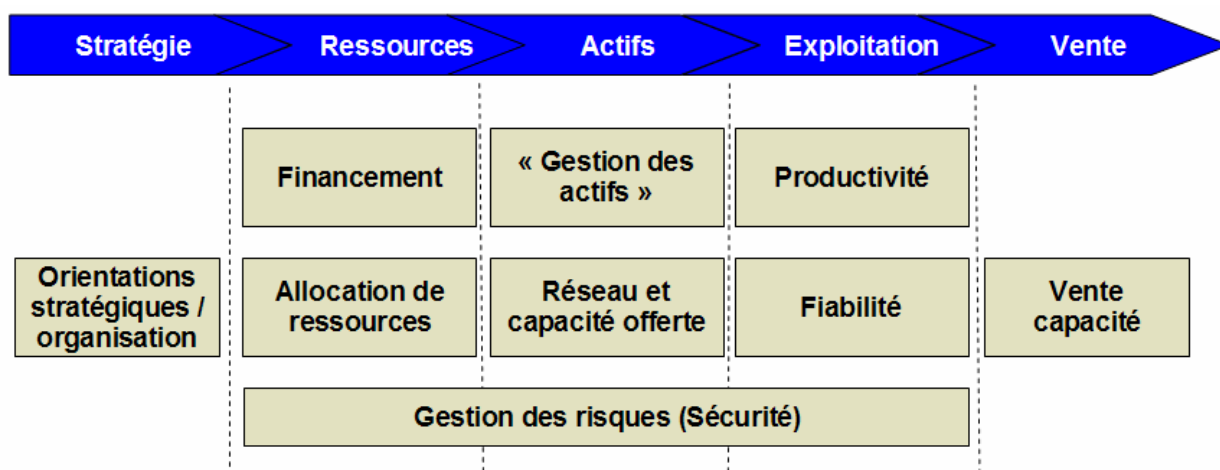 Stratégie
Ressources
Actifs
Exploitation
Vente
Financement
« Gestion des
actifs »
Productivité
Orientations
stratégiques /
organisation
Allocation de
ressources
Réseau et
capacité offerte
Fiabilité
Vente
capacité
Gestion des risques (Sécurité)